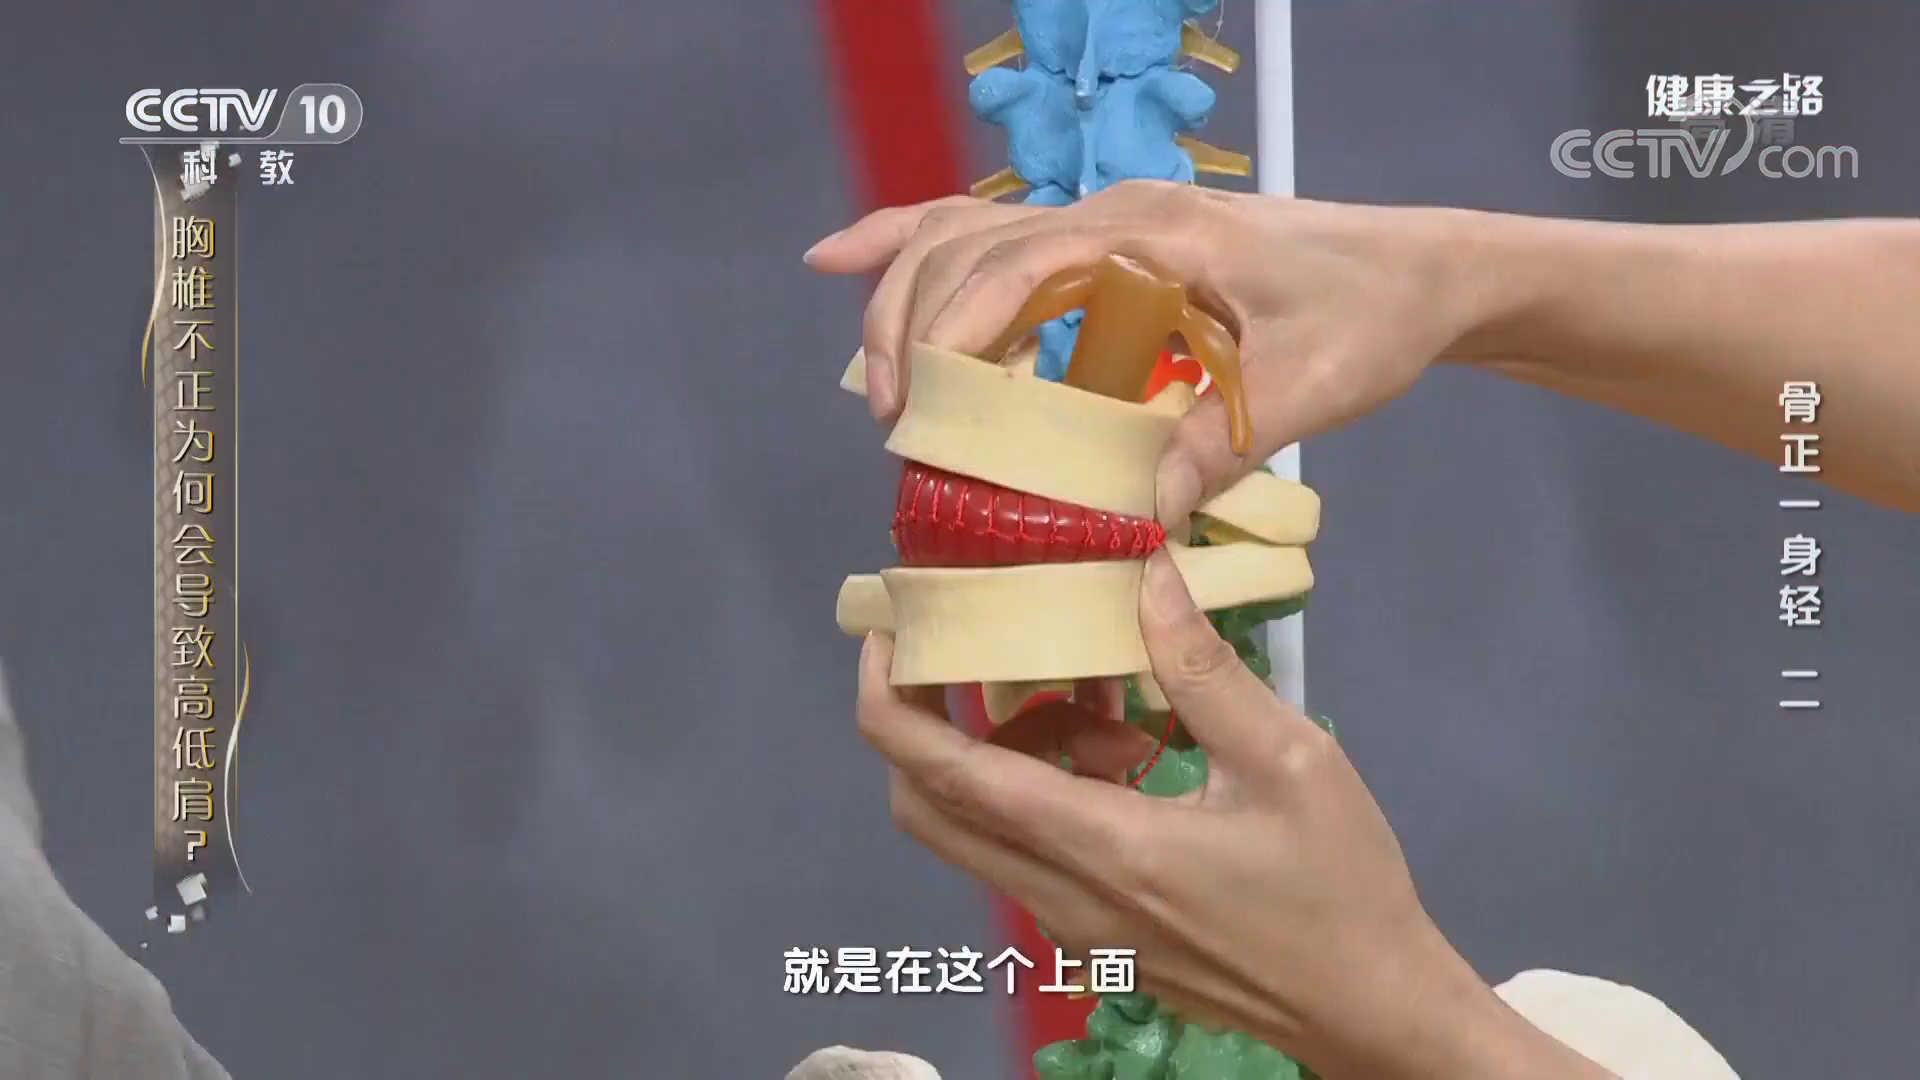 CCTV 10
科教
健康之路
CCTV.com
胸椎不正为何会导致高低肩?
骨正一身轻 二
就是在这个上面